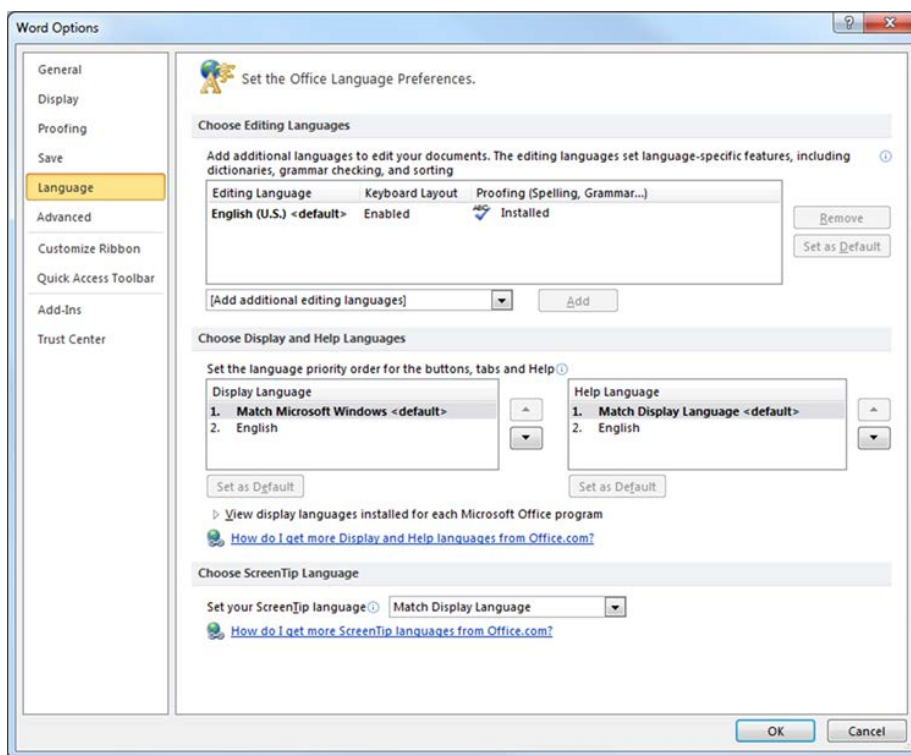 Word Options
General
Display
Proofing
Save
Language
Advanced
Customize Ribbon
Quick Access Toolbar
Add-Ins
Trust Center
Set the Office Language Preferences.
Choose Editing Languages
Add additional languages to edit your documents. The editing languages set language-specific features, including
dictionaries, grammar checking, and sorting
Editing Language Keyboard Layout Proofing (Spelling, Grammar...)
English (U.S.) <default> Enabled Installed
Remove
Set as Default
[Add additional editing languages] Add
Choose Display and Help Languages
Set the language priority order for the buttons, tabs and Help
Display Language
1. Match Microsoft Windows <default>
2. English
Set as Default
Help Language
1. Match Display Language <default>
2. English
Set as Default
View display languages installed for each Microsoft Office program
How do I get more Display and Help languages from Office.com?
Choose ScreenTip Language
Set your ScreenTip language Match Display Language
How do I get more ScreenTip languages from Office.com?
OK Cancel